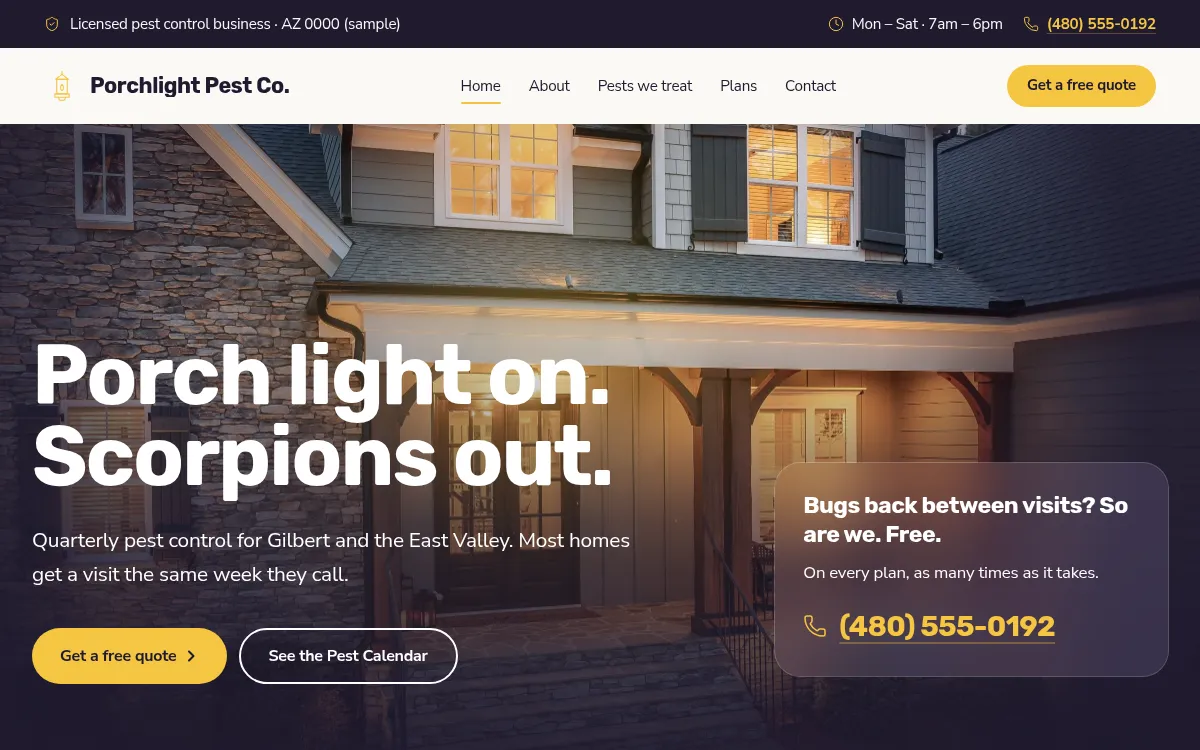 Licensed pest control business · AZ 0000 (sample)
Mon – Sat · 7am – 6pm
(480) 555-0192
Porchlight Pest Co.
Home
About
Pests we treat
Plans
Contact
Get a free quote
Porch light on.
Scorpions out.
Quarterly pest control for Gilbert and the East Valley. Most homes
get a visit the same week they call.
Get a free quote
See the Pest Calendar
Bugs back between visits? So
are we. Free.
On every plan, as many times as it takes.
(480) 555-0192